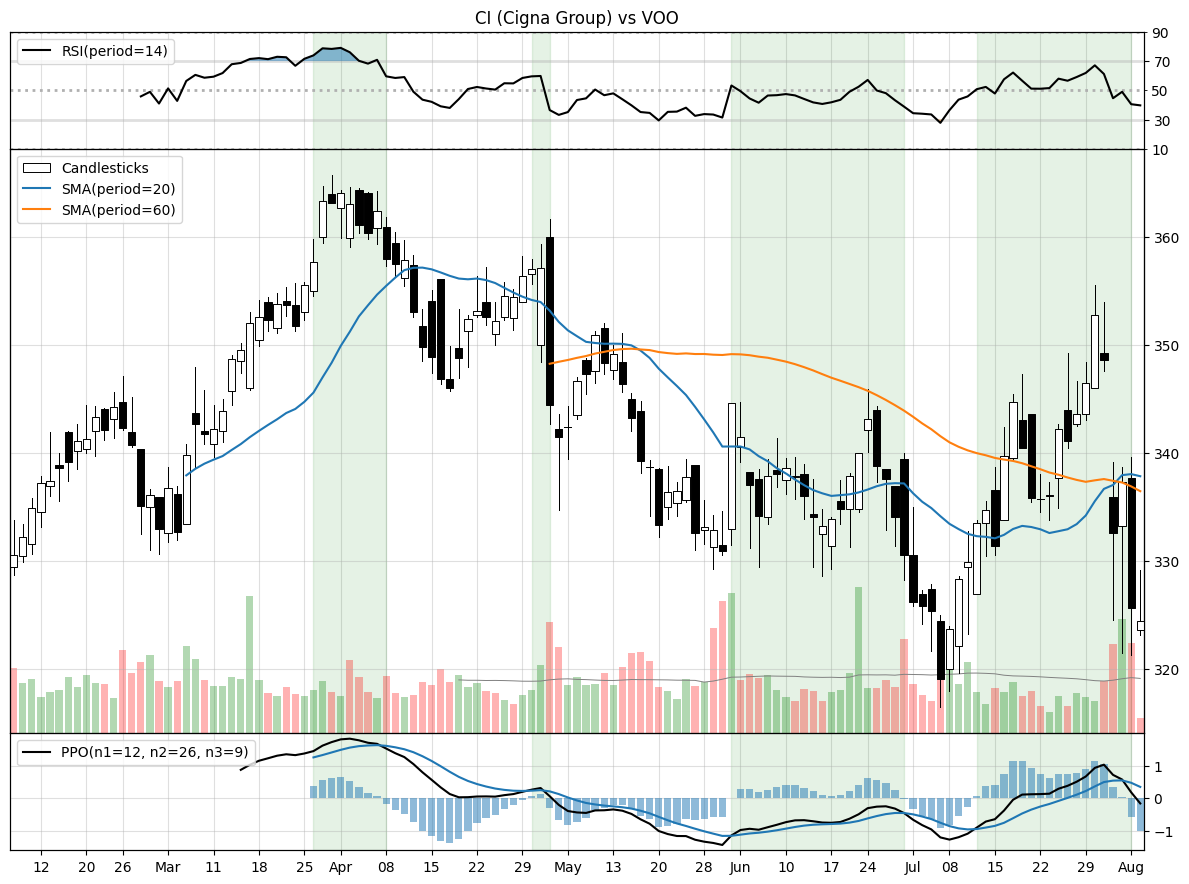 CI (Cigna Group) vs VOO
RSI(period=14)
90
70
50
30
10
Candlesticks
SMA(period=20)
SMA(period=60)
360
350
340
330
320
PPO(n1=12, n2=26, n3=9)
1
0
−1
12 20 26 Mar 11 18 25 Apr 08 15 22 29 May 13 20 28 Jun 10 17 24 Jul 08 15 22 29 Aug